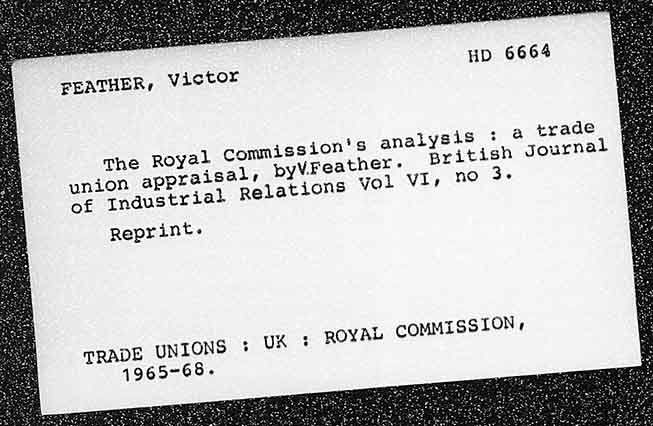 HD 6664
FEATHER, Victor
The Royal Commission's analysis : a trade
union appraisal, byV.Feather. British Journal
of Industrial Relations Vol VI, no 3.
Reprint.
TRADE UNIONS : UK : ROYAL COMMISSION,
1965-68.